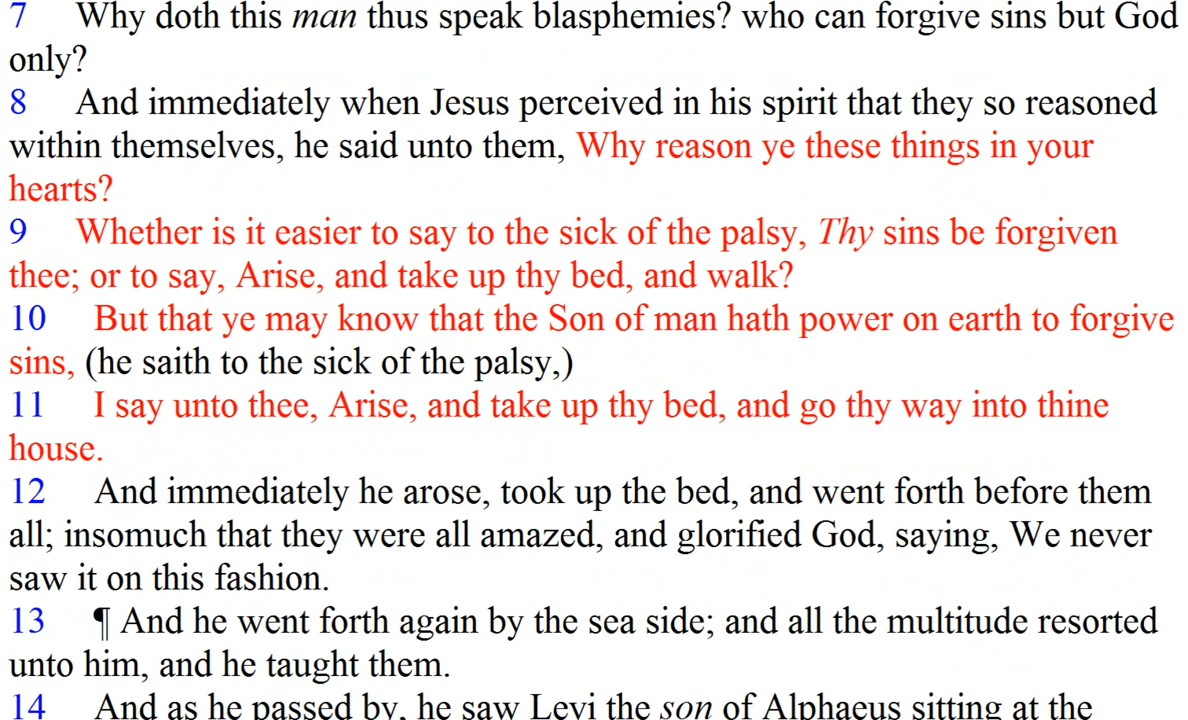 7 Why doth this man thus speak blasphemies? who can forgive sins but God
only?
8 And immediately when Jesus perceived in his spirit that they so reasoned
within themselves, he said unto them, Why reason ye these things in your
hearts?
9 Whether is it easier to say to the sick of the palsy, Thy sins be forgiven
thee; or to say, Arise, and take up thy bed, and walk?
10 But that ye may know that the Son of man hath power on earth to forgive
sins, (he saith to the sick of the palsy,)
11 I say unto thee, Arise, and take up thy bed, and go thy way into thine
house.
12 And immediately he arose, took up the bed, and went forth before them
all; insomuch that they were all amazed, and glorified God, saying, We never
saw it on this fashion.
13 ¶ And he went forth again by the sea side; and all the multitude resorted
unto him, and he taught them.
14 And as he passed by, he saw Levi the son of Alphaeus sitting at the